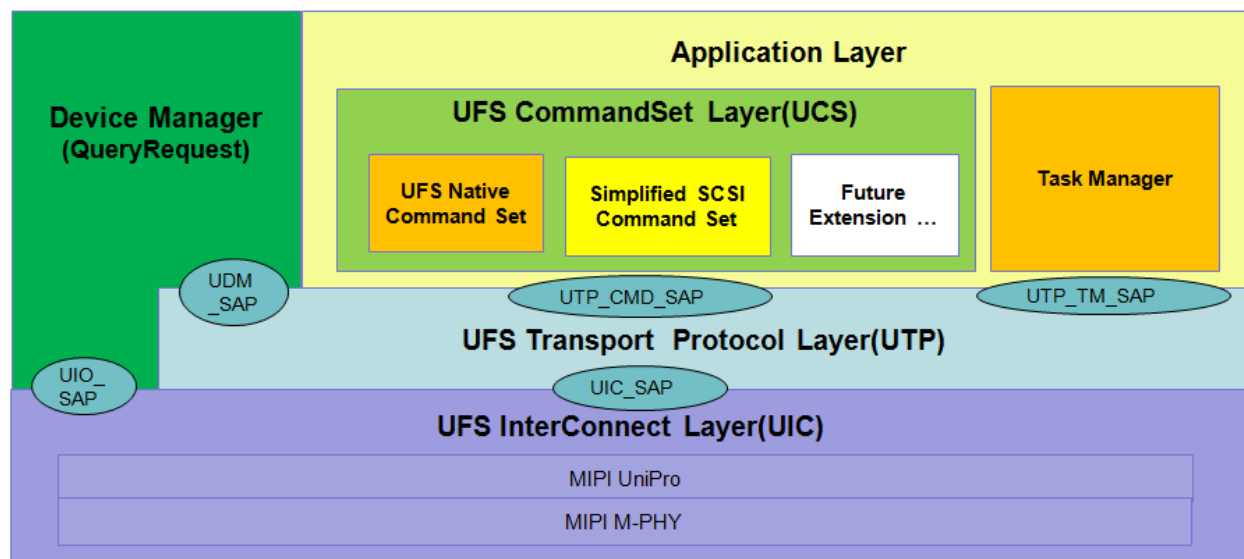 Application Layer
Device Manager
(QueryRequest)
UFS CommandSet Layer(UCS)
UFS Native
Command Set
Simplified SCSI
Command Set
Future
Extension ...
Task Manager
UDM
_SAP
UTP_CMD_SAP
UTP_TM_SAP
UFS Transport Protocol Layer(UTP)
UIO_
SAP
UIC_SAP
UFS InterConnect Layer(UIC)
MIPI UniPro
MIPI M-PHY